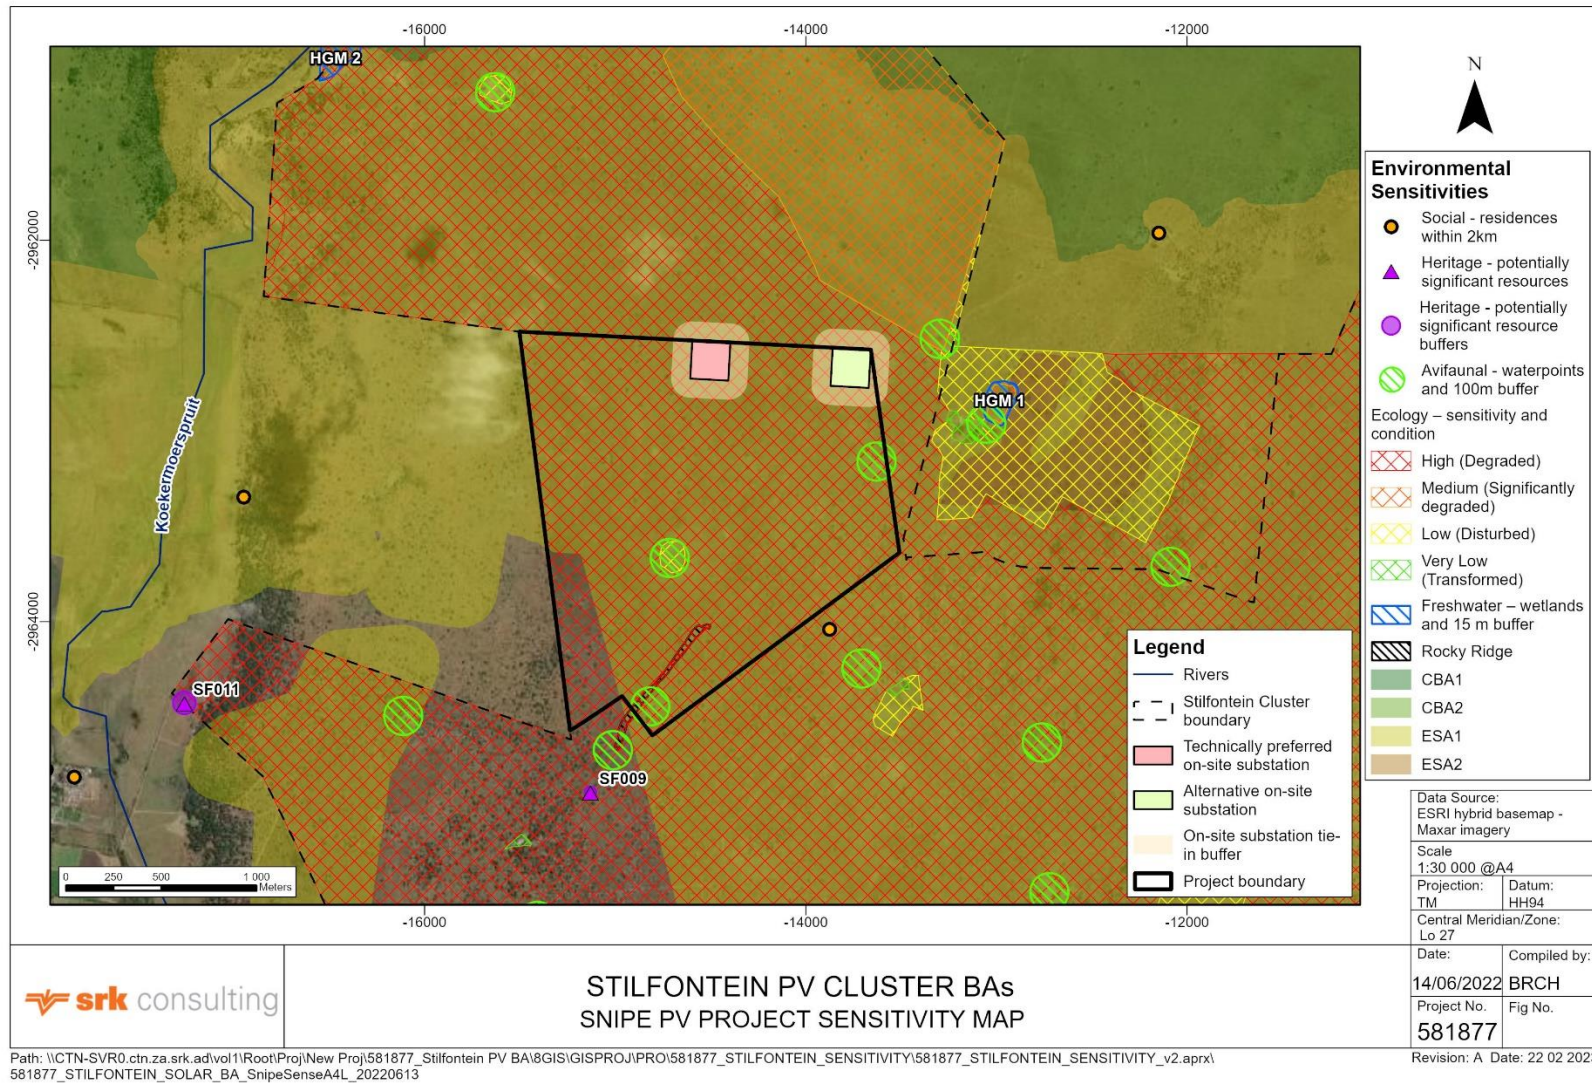 -16000
-14000
-12000
HGM 2
-2962000
HGM 1
Koekermoerspruit
-2964000
SF011
SF009
0 250 500 1 000
Meters
-16000
-14000
-12000
N
Environmental
Sensitivities
Social - residences
within 2km
Heritage - potentially
significant resources
Heritage - potentially
significant resource
buffers
Avifaunal - waterpoints
and 100m buffer
Ecology – sensitivity and
condition
High (Degraded)
Medium (Significantly
degraded)
Low (Disturbed)
Very Low
(Transformed)
Freshwater – wetlands
and 15 m buffer
Rocky Ridge
CBA1
CBA2
ESA1
ESA2
Legend
Rivers
Stilfontein Cluster
boundary
Technically preferred
on-site substation
Alternative on-site
substation
On-site substation tie-
in buffer
Project boundary
Data Source:
ESRI hybrid basemap -
Maxar imagery
Scale
1:30 000 @A4
Projection: Datum:
TM HH94
Central Meridian/Zone:
Lo 27
Date: Compiled by:
14/06/2022 BRCH
Project No. Fig No.
581877
srk consulting
STILFONTEIN PV CLUSTER BAs
SNIPE PV PROJECT SENSITIVITY MAP
Path: \\CTN-SVR0.ctn.za.srk.ad\vol1\Root\Proj\New Proj\581877_Stilfontein PV BA\8GIS\GISPROJ\PRO\581877_STILFONTEIN_SENSITIVITY\581877_STILFONTEIN_SENSITIVITY_v2.aprx\
581877_STILFONTEIN_SOLAR_BA_SnipeSenseA4L_20220613
Revision: A Date: 22 02 202